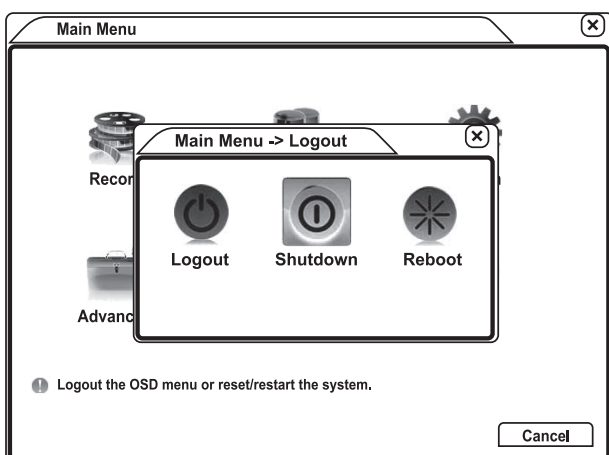 Main Menu
Main Menu -> Logout
Logout Shutdown Reboot
Logout the OSD menu or reset/restart the system.
Cancel